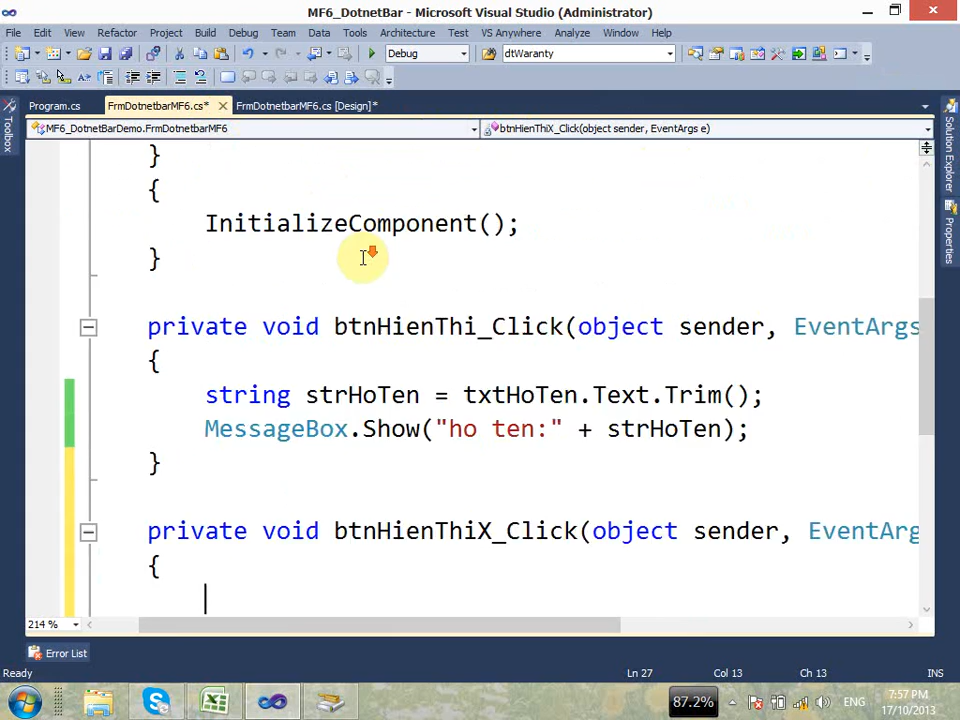 MF6_DotnetBar - Microsoft Visual Studio (Administrator)
File Edit View Refactor Project Build Debug Team Data Tools Architecture Test VS Anywhere Analyze Window Help
Debug dtWaranty
Program.cs FrmDotnetbarMF6.cs* FrmDotnetbarMF6.cs [Design]*
MF6_DotnetBarDemo.FrmDotnetbarMF6 btnHienThiX_Click(object sender, EventArgs e)
Toolbox
Solution Explorer
Properties
}
{
InitializeComponent();
}
private void btnHienThi_Click(object sender, EventArgs
{
string strHoTen = txtHoTen.Text.Trim();
MessageBox.Show("ho ten:" + strHoTen);
}
private void btnHienThiX_Click(object sender, EventArg
{
214 %
Error List
Ready Ln 27 Col 13 Ch 13 INS
87.2% ENG 7:57 PM
17/10/2013